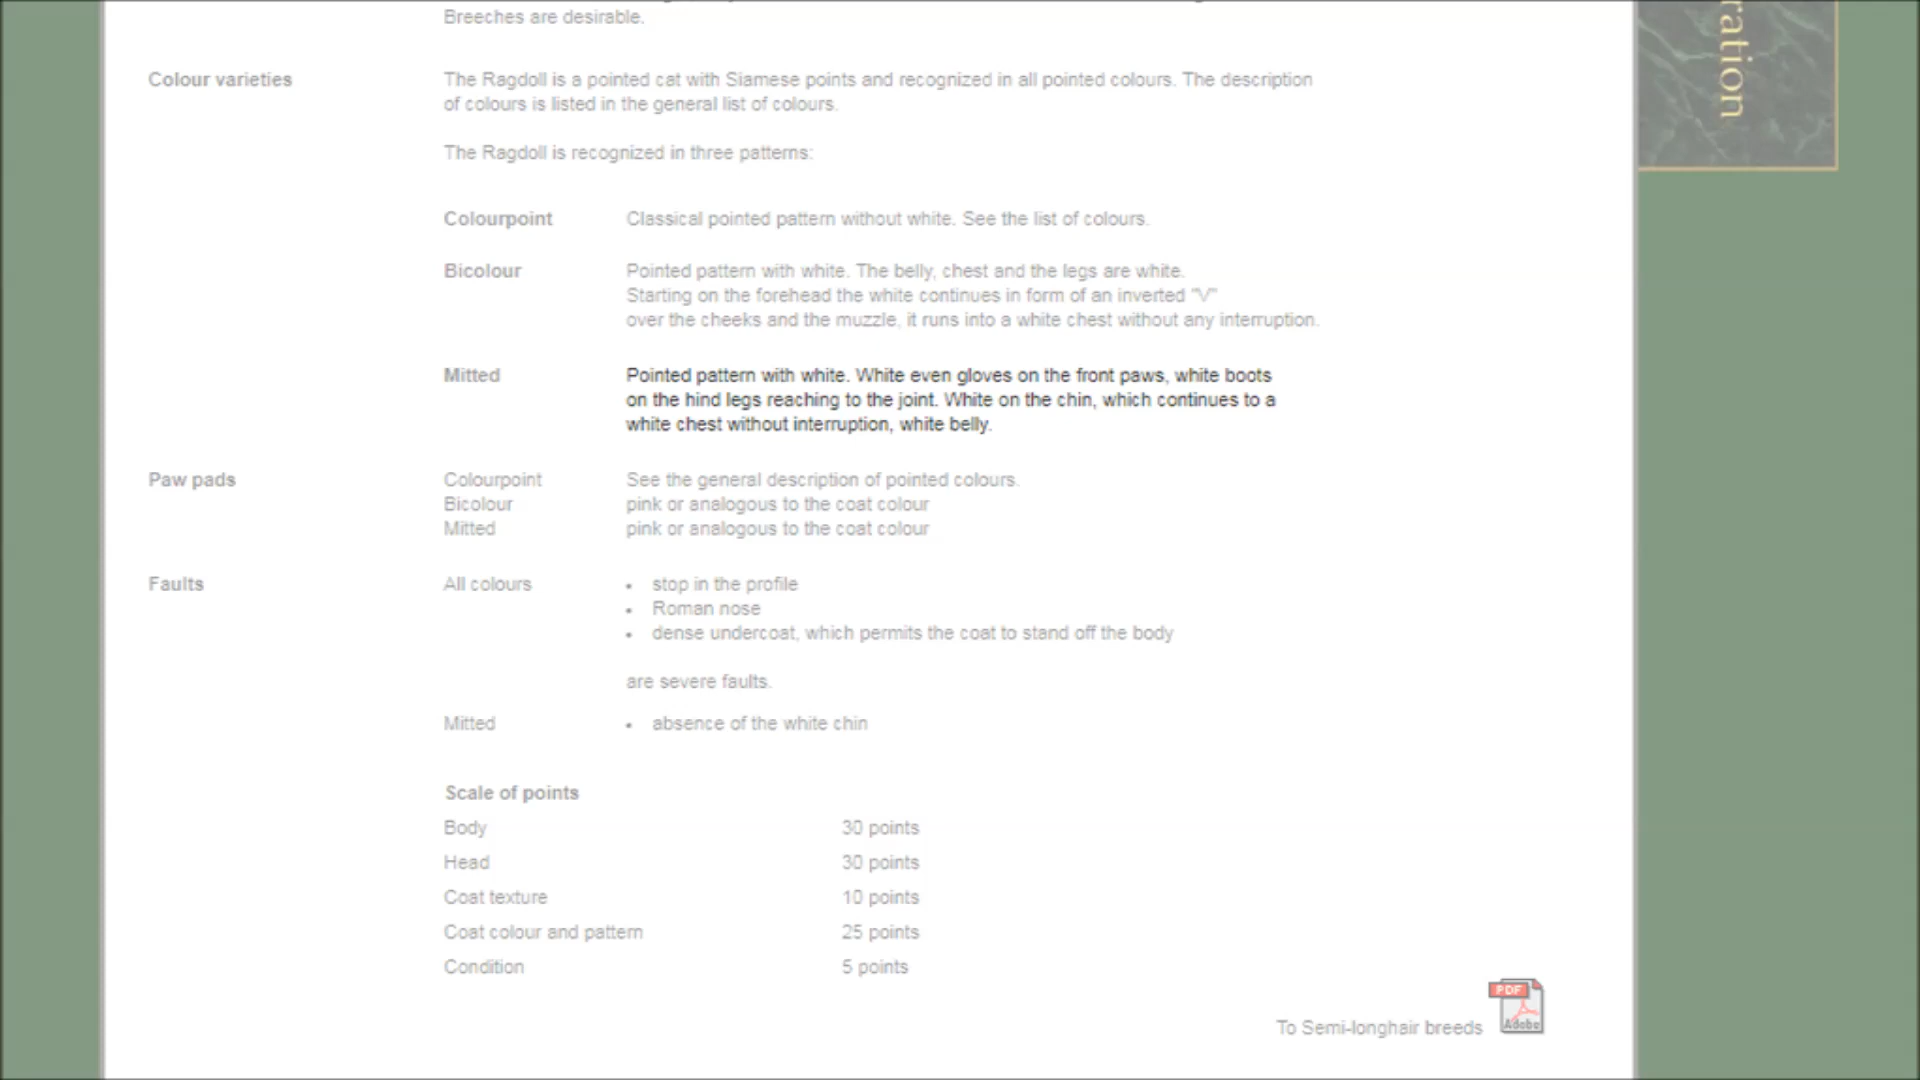 Breeches are desirable.
ration
Colour varieties
The Ragdoll is a pointed cat with Siamese points and recognized in all pointed colours. The description
of colours is listed in the general list of colours.
The Ragdoll is recognized in three patterns:
Colourpoint Classical pointed pattern without white. See the list of colours.
Bicolour Pointed pattern with white. The belly, chest and the legs are white.
Starting on the forehead the white continues in form of an inverted "V"
over the cheeks and the muzzle, it runs into a white chest without any interruption.
Mitted Pointed pattern with white. White even gloves on the front paws, white boots
on the hind legs reaching to the joint. White on the chin, which continues to a
white chest without interruption, white belly.
Paw pads Colourpoint See the general description of pointed colours.
Bicolour pink or analogous to the coat colour
Mitted pink or analogous to the coat colour
Faults All colours • stop in the profile
• Roman nose
• dense undercoat, which permits the coat to stand off the body
are severe faults.
Mitted • absence of the white chin
Scale of points
Body 30 points
Head 30 points
Coat texture 10 points
Coat colour and pattern 25 points
Condition 5 points
To Semi-longhair breeds
PDF
Adobe